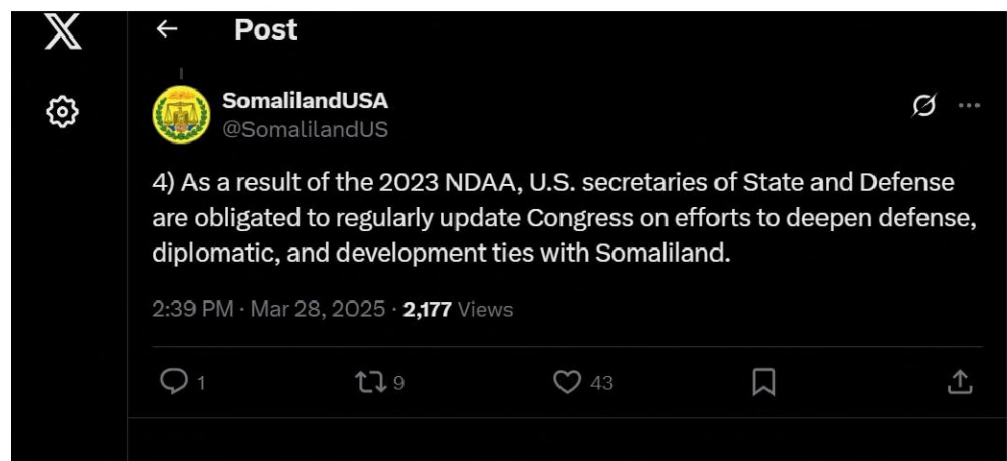 Post
SomalilandUSA
@SomalilandUS
4) As a result of the 2023 NDAA, U.S. secretaries of State and Defense
are obligated to regularly update Congress on efforts to deepen defense,
diplomatic, and development ties with Somaliland.
2:39 PM · Mar 28, 2025 · 2,177 Views
1 9 43